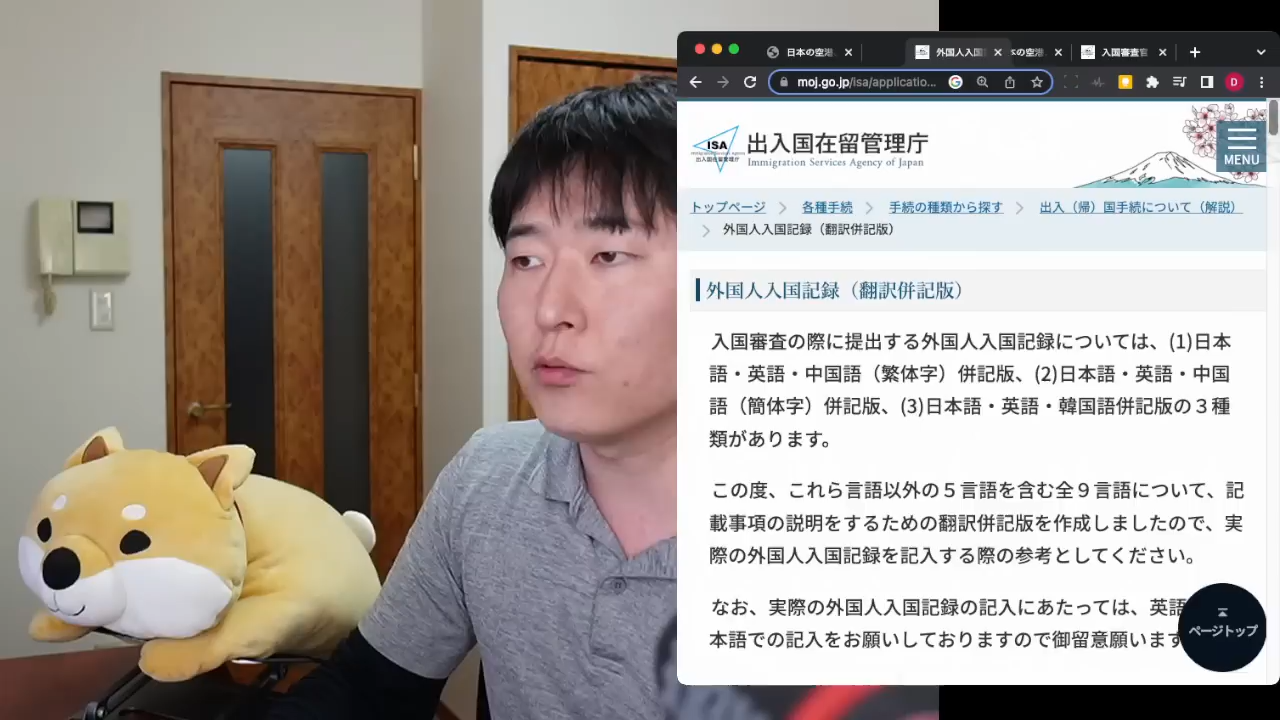 日本の空港
外国人入国
本の空港
入国審査官
moj.go.jp/isa/applicatio...
D
ISA
出入国在留管理庁
Immigration Services Agency of Japan
MENU
トップページ
各種手続
手続の種類から探す
出入（帰）国手続について（解説）
外国人入国記録（翻訳併記版）
外国人入国記録（翻訳併記版）
入国審査の際に提出する外国人入国記録については、(1)日本
語・英語・中国語（繁体字）併記版、(2)日本語・英語・中国
語（簡体字）併記版、(3)日本語・英語・韓国語併記版の３種
類があります。
この度、これら言語以外の５言語を含む全９言語について、記
載事項の説明をするための翻訳併記版を作成しましたので、実
際の外国人入国記録を記入する際の参考としてください。
なお、実際の外国人入国記録の記入にあたっては、英語
本語での記入をお願いしておりますので御留意願います
ページトップ